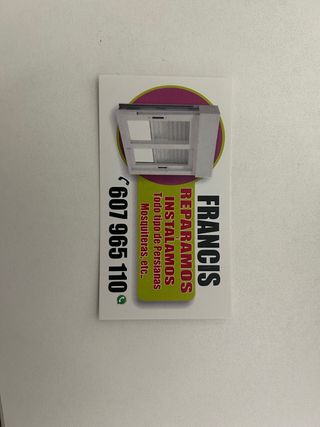 FRANCIS
REPARAMOS
INSTALAMOS
Todo tipo de Persianas
Mosquiteras, etc..
607 965 110